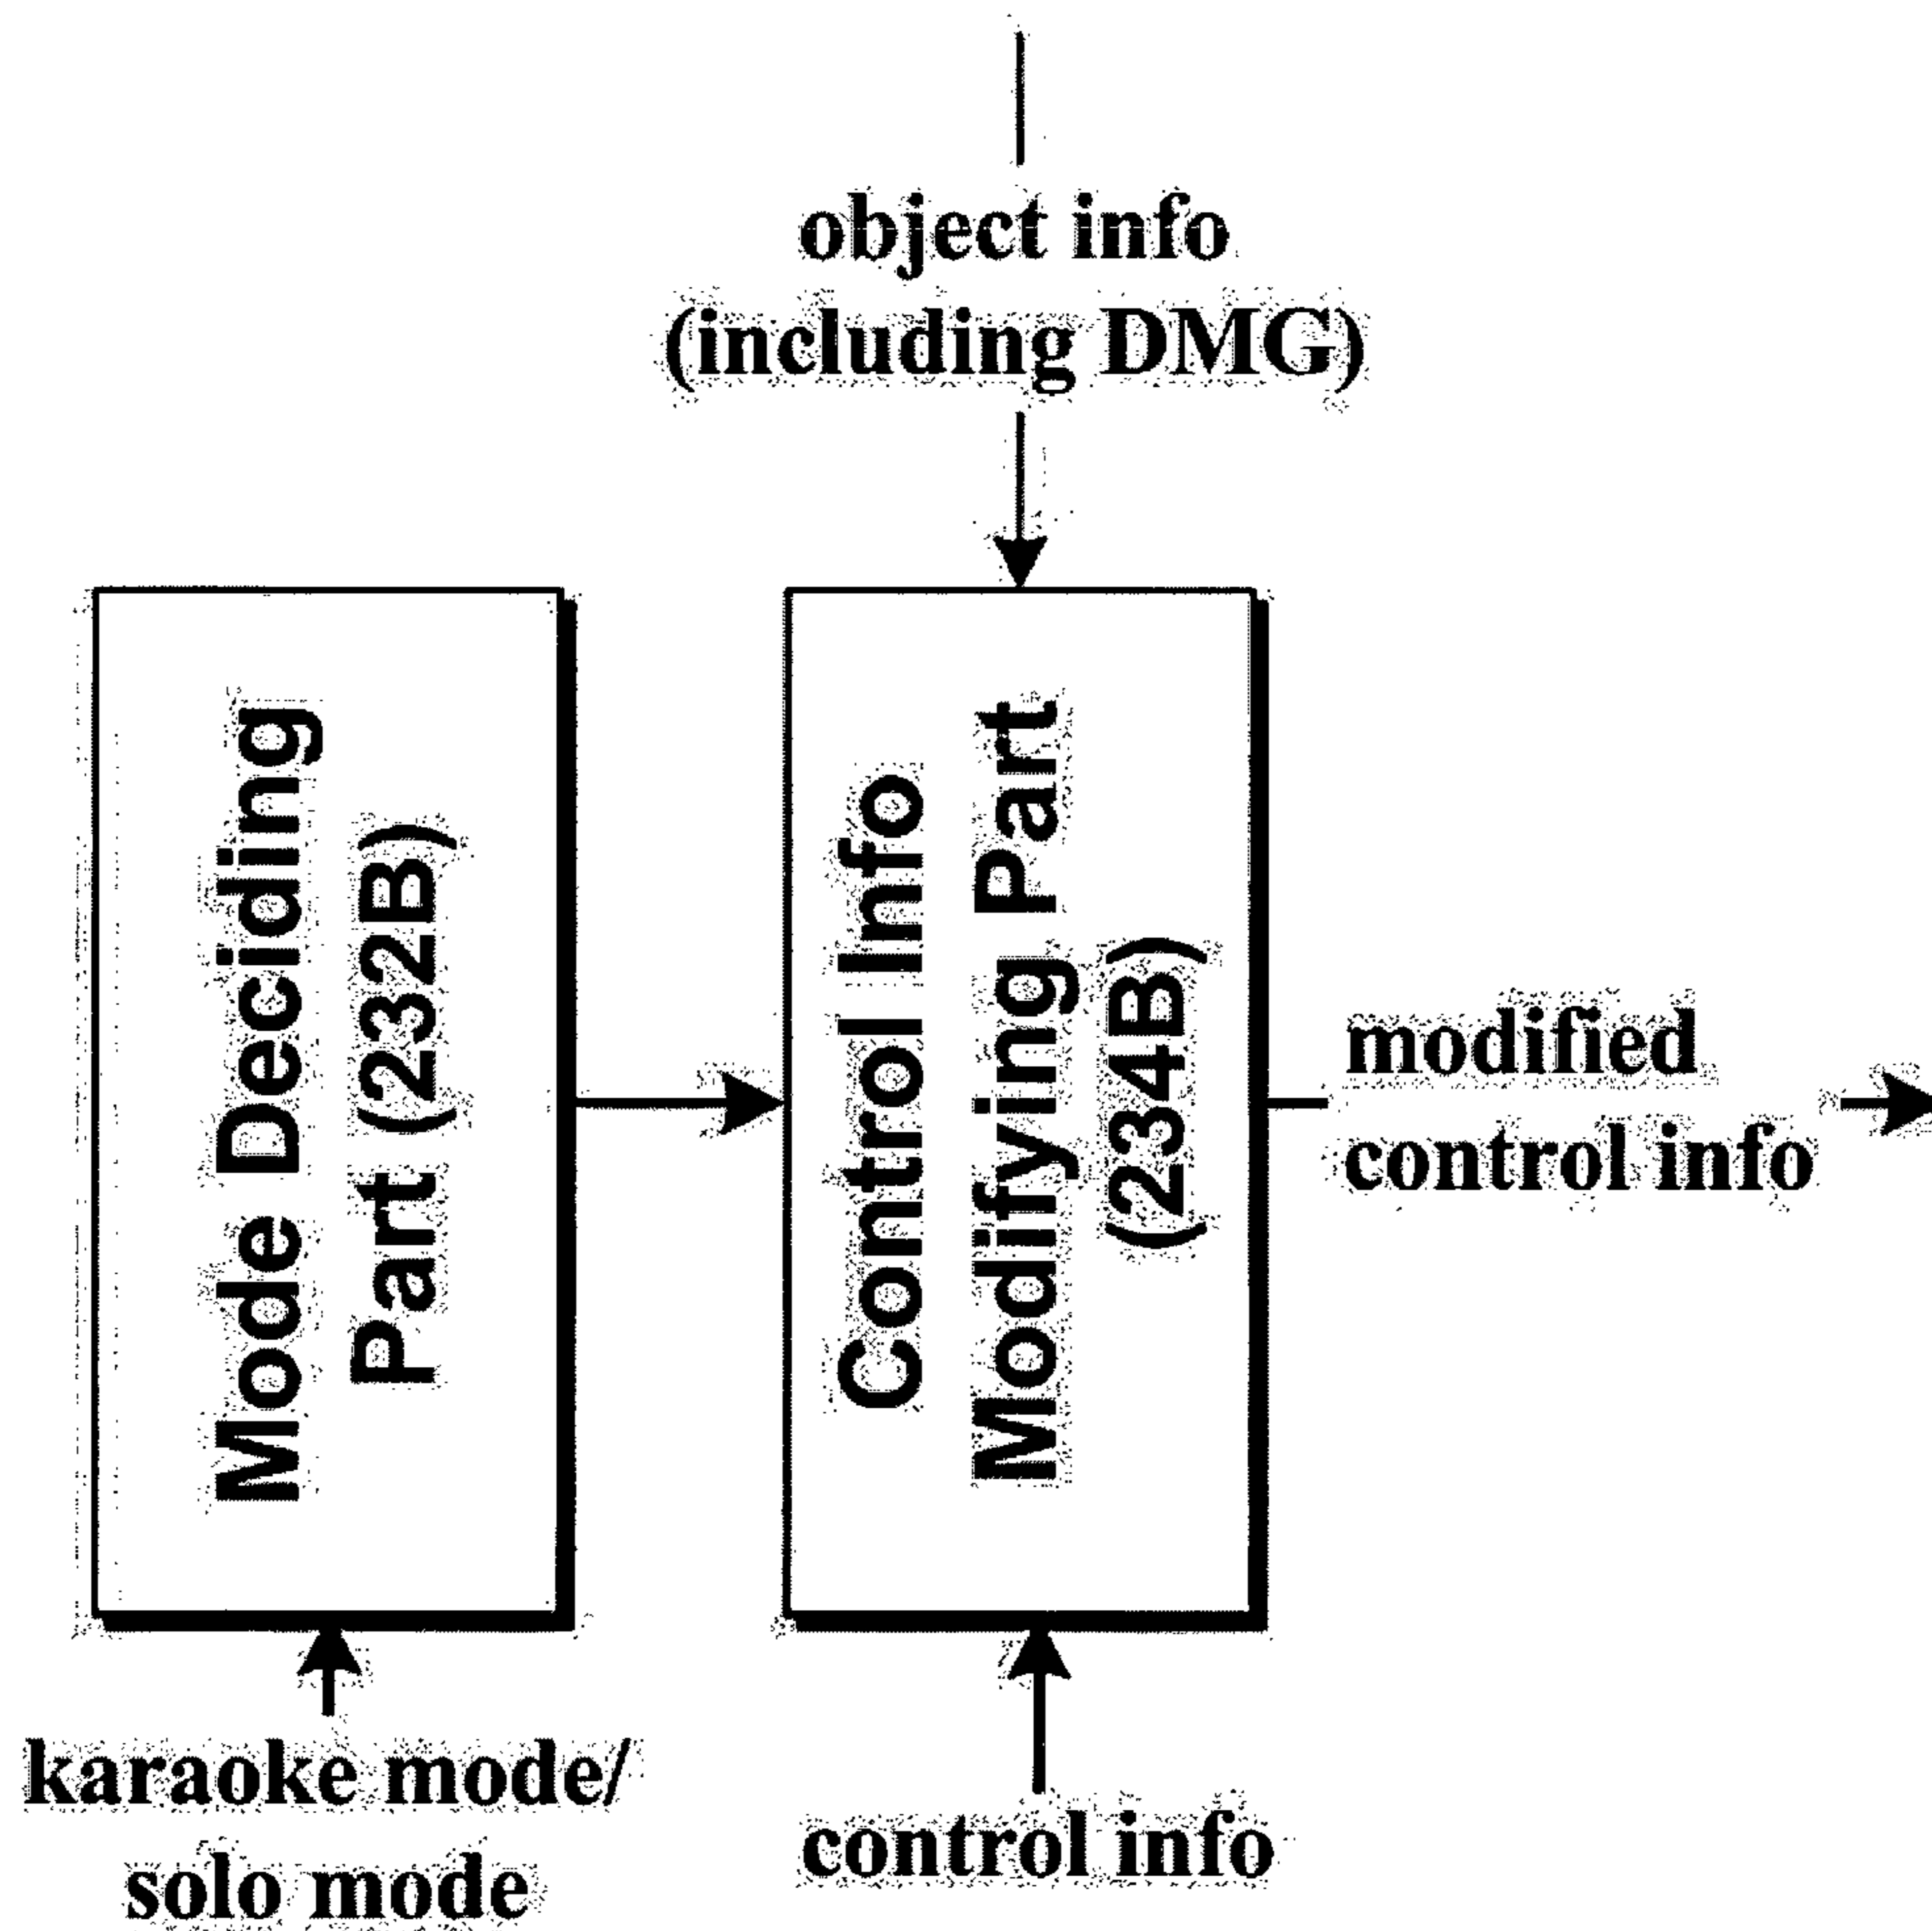 object info
(including DMG)
Mode Deciding
Part (232B)
Control Info
Modifying Part
(234B)
modified
control info
karaoke mode/
solo mode
control info